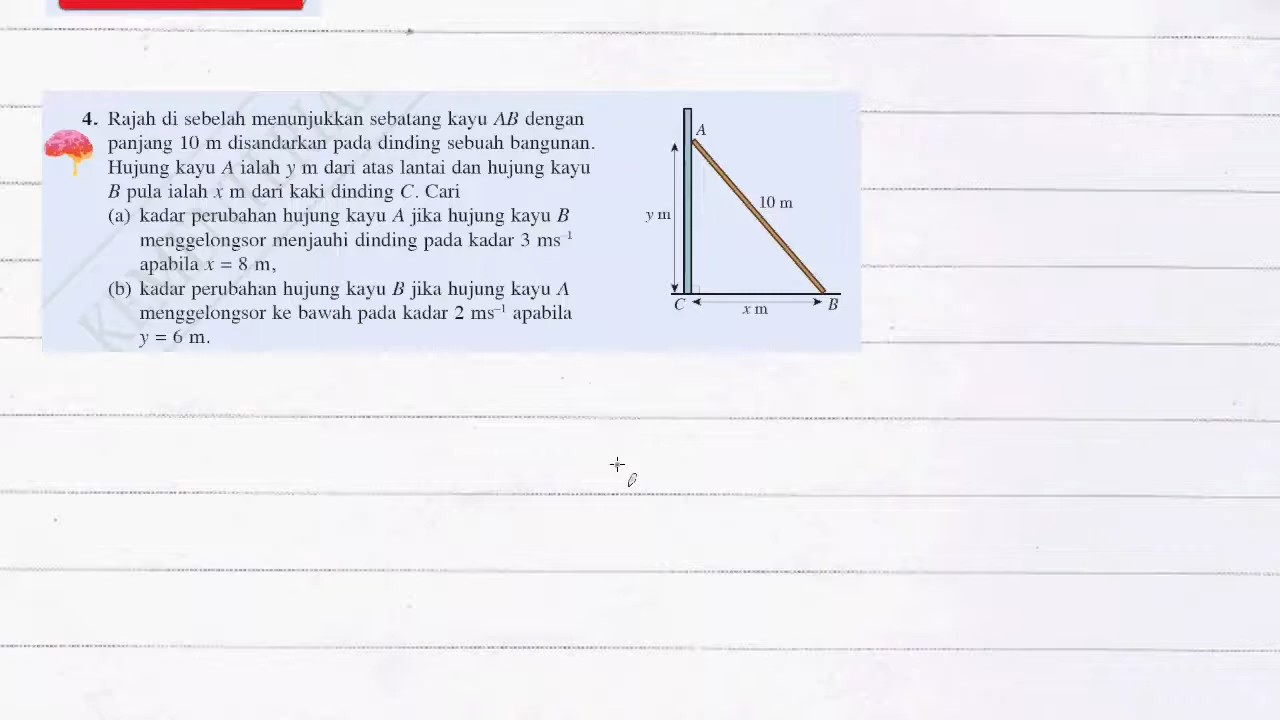 4. Rajah di sebelah menunjukkan sebatang kayu AB dengan
panjang 10 m disandarkan pada dinding sebuah bangunan.
Hujung kayu A ialah y m dari atas lantai dan hujung kayu
B pula ialah x m dari kaki dinding C. Cari
(a) kadar perubahan hujung kayu A jika hujung kayu B
menggelongsor menjauhi dinding pada kadar 3 ms⁻¹
apabila x = 8 m,
(b) kadar perubahan hujung kayu B jika hujung kayu A
menggelongsor ke bawah pada kadar 2 ms⁻¹ apabila
y = 6 m.
A
10 m
y m
C
x m
B